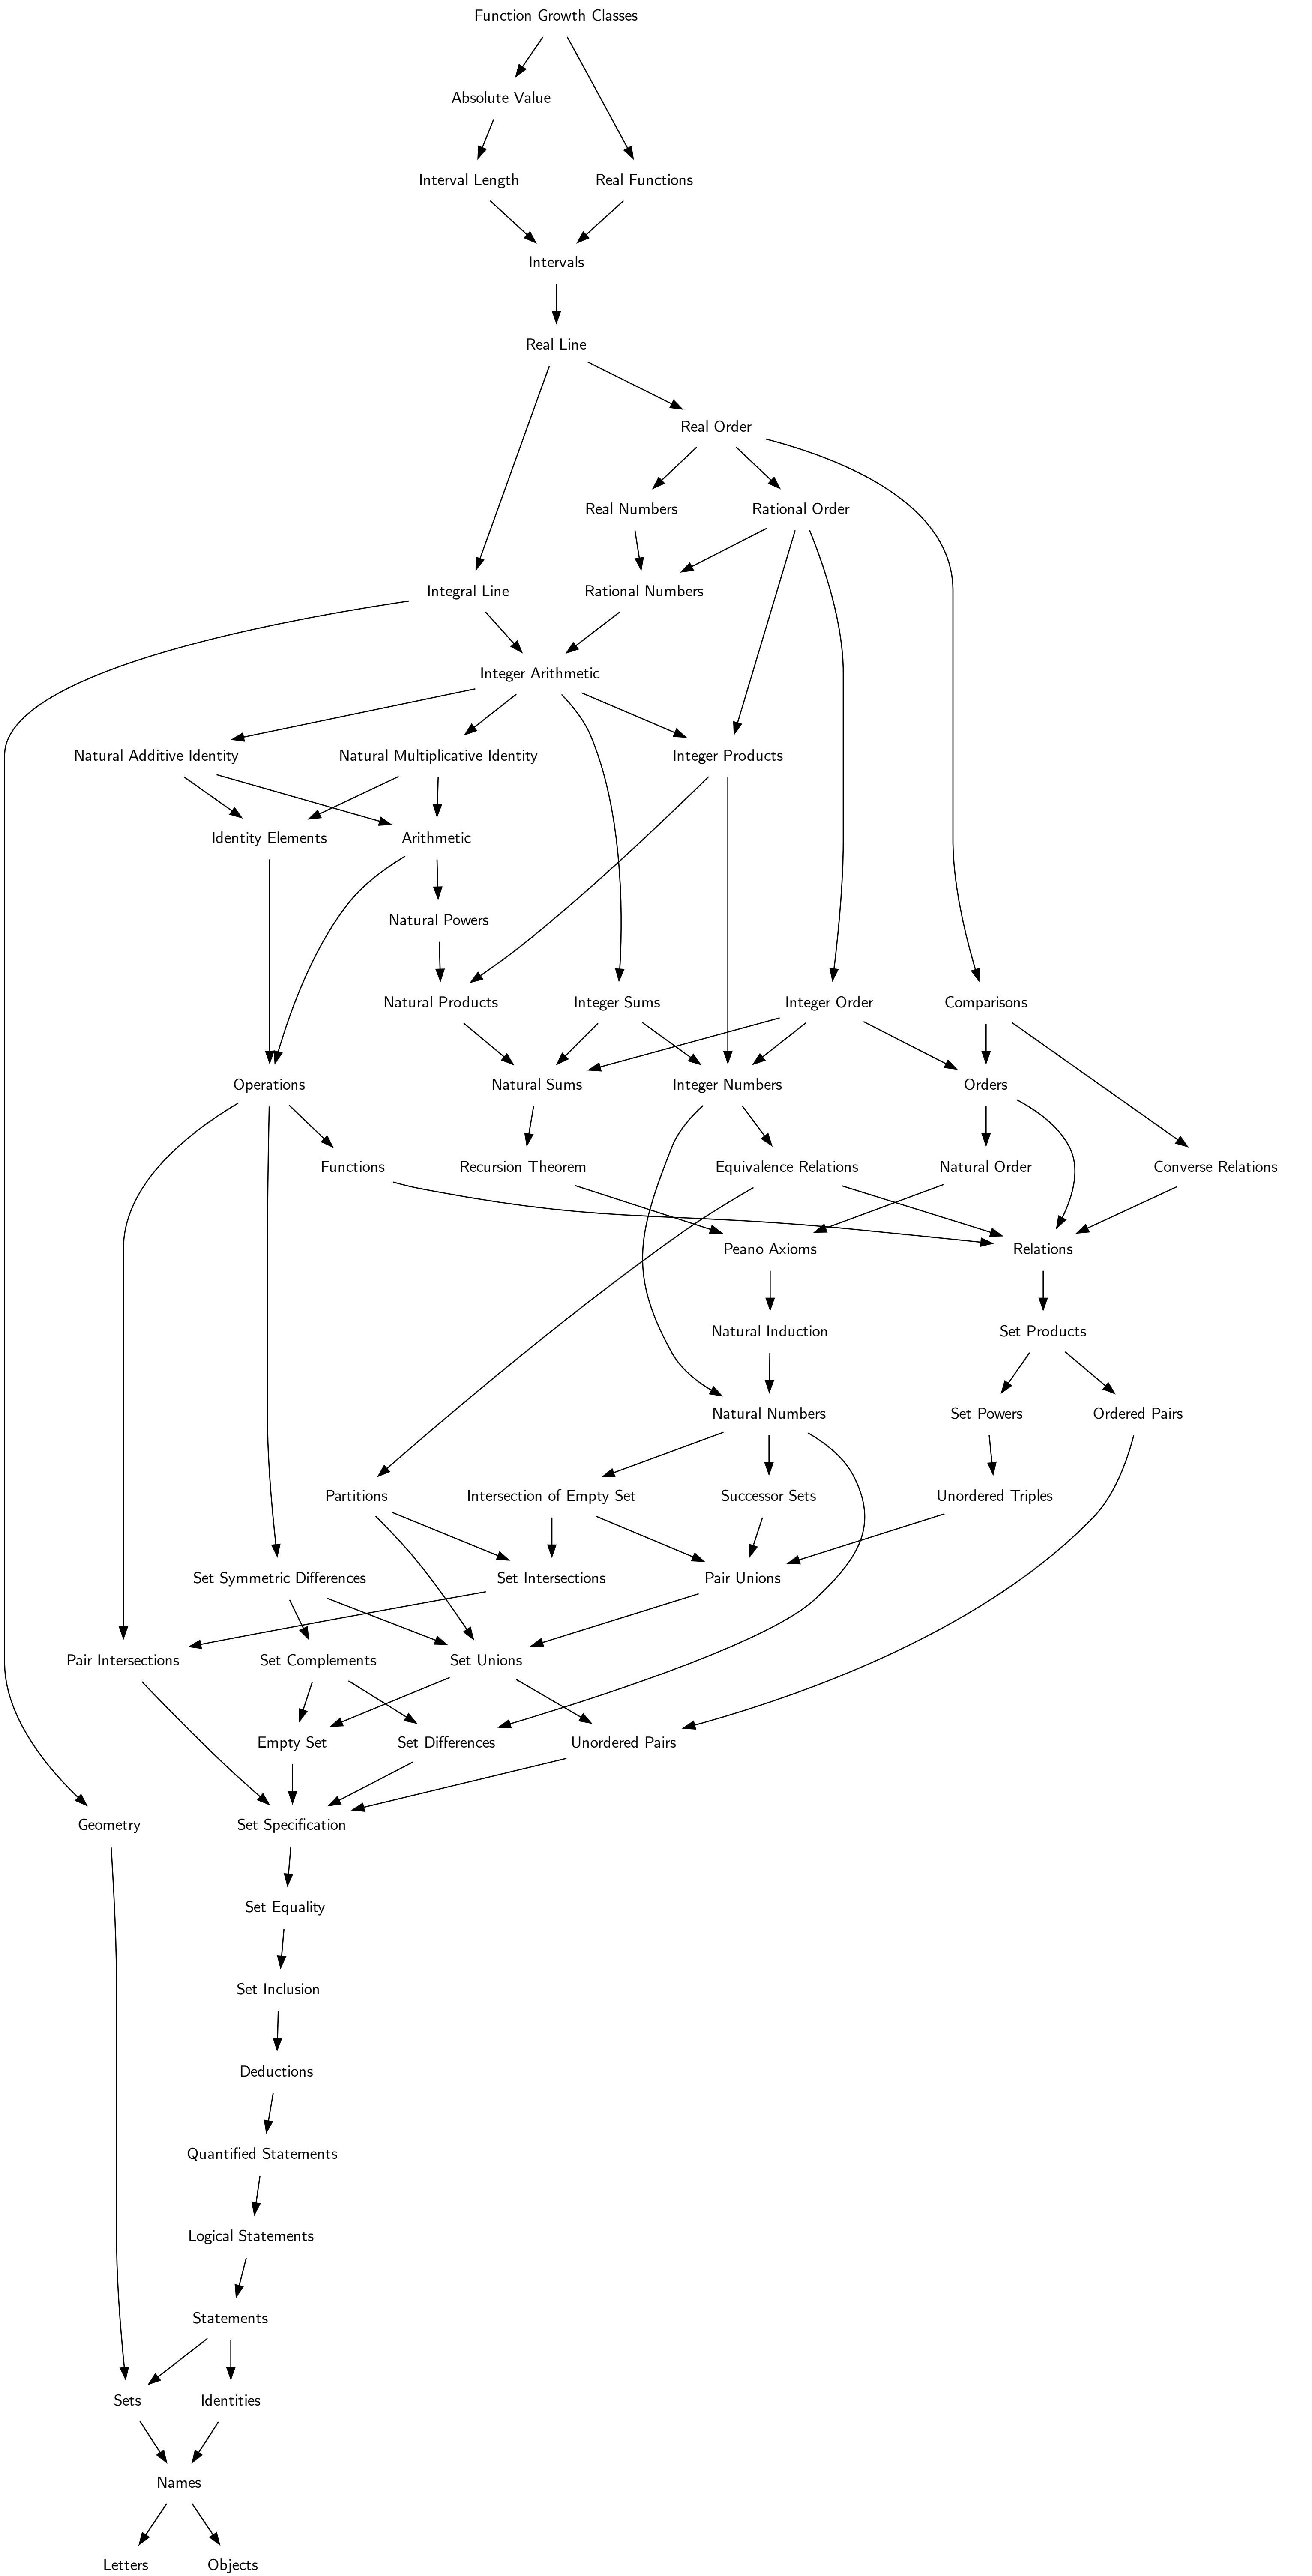 Function Growth Classes
Absolute Value
Interval Length
Real Functions
Intervals
Real Line
Real Order
Real Numbers
Rational Order
Integral Line
Rational Numbers
Integer Arithmetic
Natural Additive Identity
Natural Multiplicative Identity
Integer Products
Identity Elements
Arithmetic
Natural Powers
Natural Products
Integer Sums
Integer Order
Comparisons
Operations
Natural Sums
Integer Numbers
Orders
Functions
Recursion Theorem
Equivalence Relations
Natural Order
Converse Relations
Peano Axioms
Relations
Natural Induction
Set Products
Natural Numbers
Set Powers
Ordered Pairs
Partitions
Intersection of Empty Set
Successor Sets
Unordered Triples
Set Symmetric Differences
Set Intersections
Pair Unions
Pair Intersections
Set Complements
Set Unions
Empty Set
Set Differences
Unordered Pairs
Geometry
Set Specification
Set Equality
Set Inclusion
Deductions
Quantified Statements
Logical Statements
Statements
Sets
Identities
Names
Letters
Objects